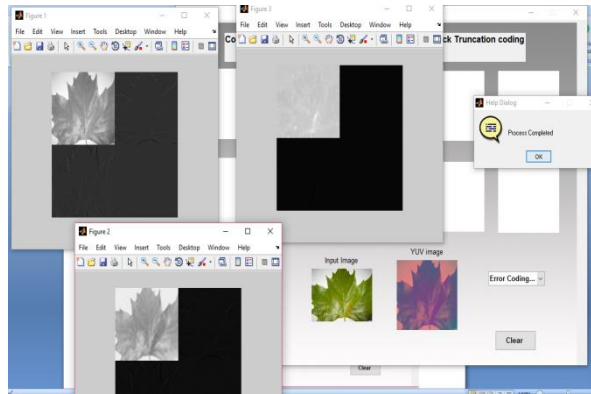 Figure 1
File Edit View Insert Tools Desktop Window Help
Figure 3
File Edit View Insert Tools Desktop Window Help
Co
ck Truncation coding
Help Dialog
Process Completed
OK
Figure 2
File Edit View Insert Tools Desktop Window Help
Input Image
YUV image
Error Coding...
Clear
Clear